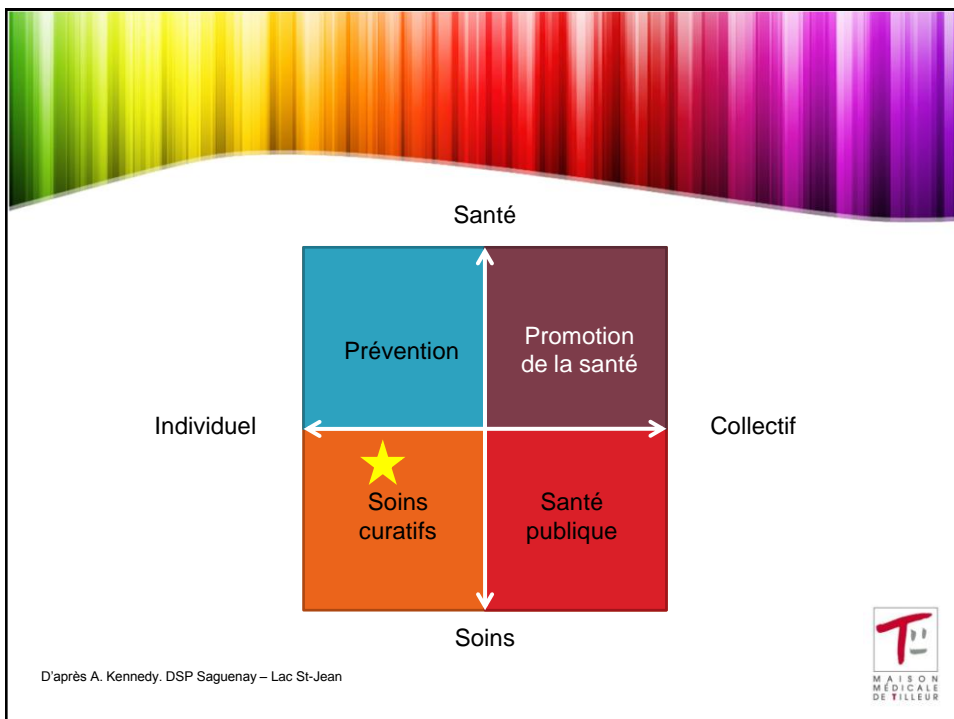 Santé
Prévention
Promotion
de la santé
Individuel
Collectif
Soins
curatifs
Santé
publique
Soins
D'après A. Kennedy. DSP Saguenay – Lac St-Jean
MAISON
MÉDICALE
DE TILLEUR